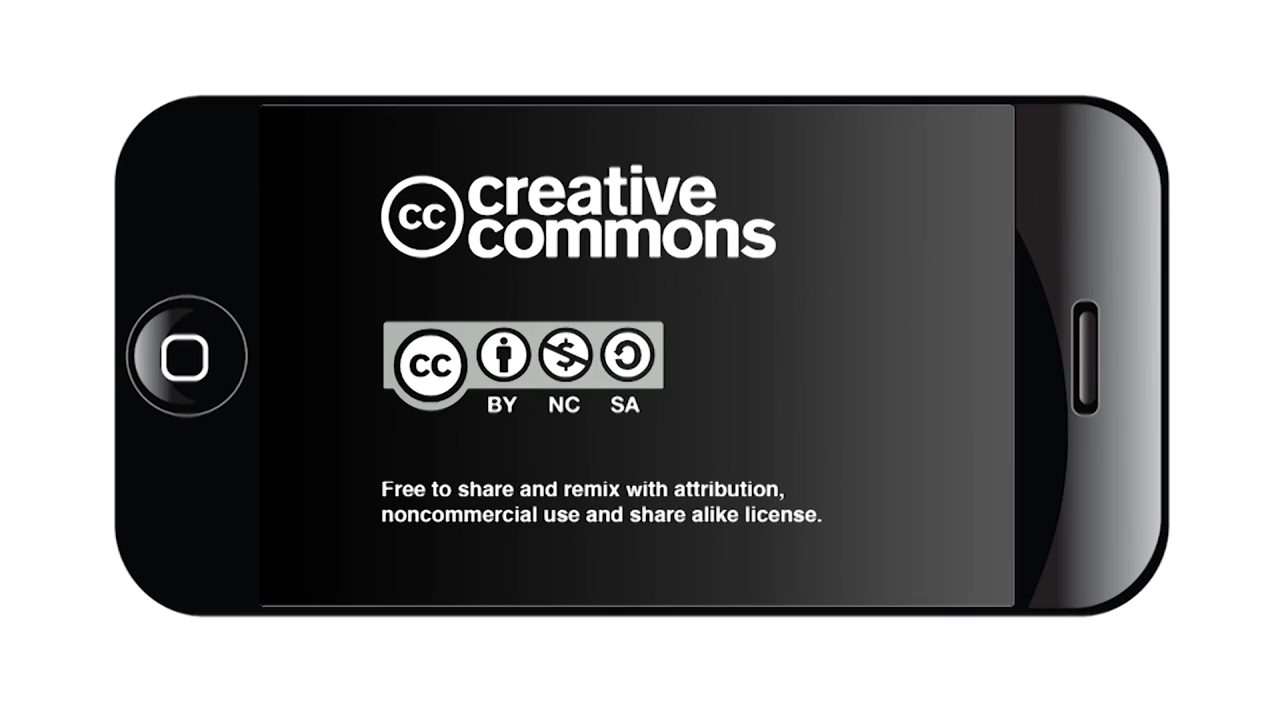 cc creative
commons
cc
BY NC SA
Free to share and remix with attribution,
noncommercial use and share alike license.